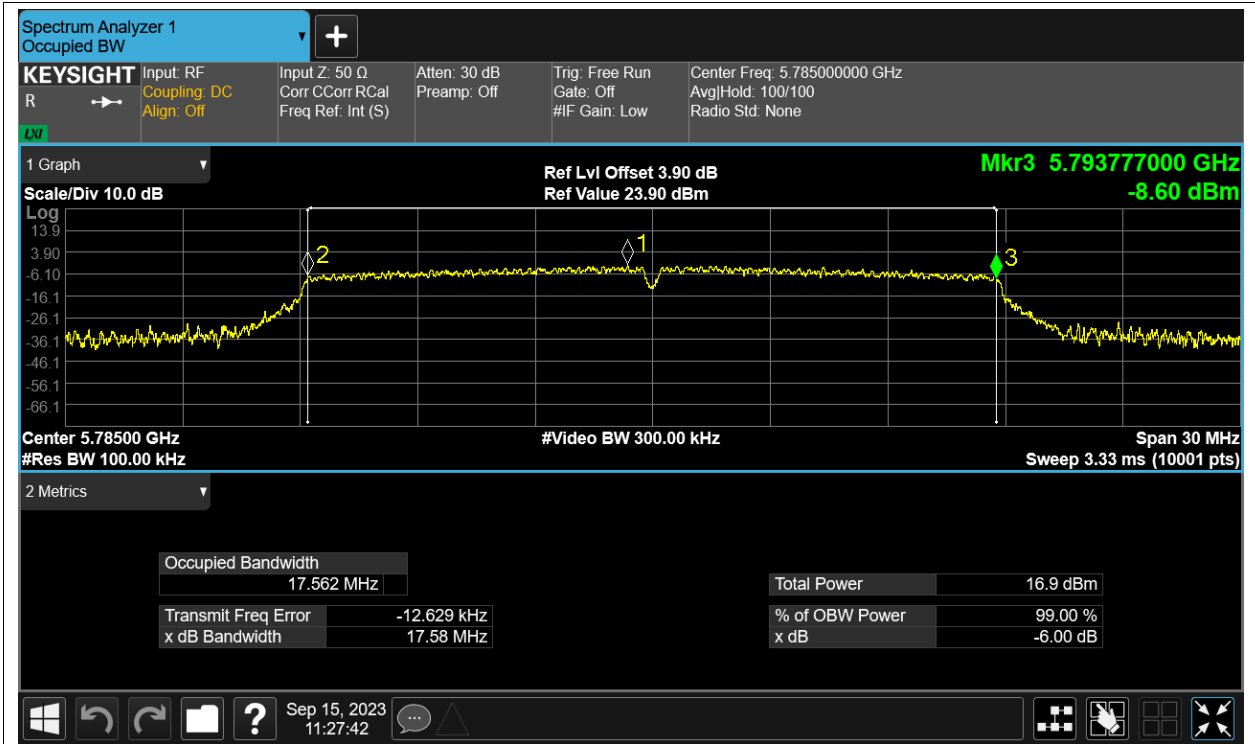 Spectrum Analyzer 1
Occupied BW
KEYSIGHT
R
LXI
Input: RF
Coupling: DC
Align: Off
Input Z: 50 Ω
Corr CCorr RCal
Freq Ref: Int (S)
Atten: 30 dB
Preamp: Off
Trig: Free Run
Gate: Off
#IF Gain: Low
Center Freq: 5.785000000 GHz
Avg|Hold: 100/100
Radio Std: None
1 Graph
Scale/Div 10.0 dB
Ref Lvl Offset 3.90 dB
Ref Value 23.90 dBm
Mkr3 5.793777000 GHz
-8.60 dBm
Log
13.9
3.90
-6.10
-16.1
-26.1
-36.1
-46.1
-56.1
-66.1
2
1
3
Center 5.78500 GHz
#Res BW 100.00 kHz
#Video BW 300.00 kHz
Span 30 MHz
Sweep 3.33 ms (10001 pts)
2 Metrics
Occupied Bandwidth
17.562 MHz
Transmit Freq Error -12.629 kHz
x dB Bandwidth 17.58 MHz
Total Power 16.9 dBm
% of OBW Power 99.00 %
x dB -6.00 dB
?
Sep 15, 2023
11:27:42